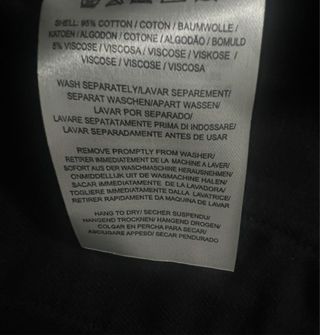 SHELL: 95% COTTON / COTON / BAUMWOLLE /
KATOEN / ALGODON / COTONE / ALGODÃO / BOMULD
5% VISCOSE / VISCOSA / VISCOSE / VISKOSE /
VISCOSE / VISCOSE / VISCOSA
WASH SEPARATELY/LAVAR SEPAREMENT/
SEPARAT WASCHEN/APART WASSEN/
LAVAR POR SEPARADO/
LAVARE SEPATATAMENTE PRIMA DI INDOSSARE/
LAVAR SEPARADAMENTE ANTES DE USAR
REMOVE PROMPTLY FROM WASHER/
RETIRER IMMEDIATEMENT DE LA MACHINE A LAVER/
SOFORT AUS DER WASCHMASCHINE HERAUSNEHMEN/
ONMIDDELLIJK UIT DE WASMACHINE HALEN/
SACAR IMMEDIATAMENTE DE LA LAVADORA/
TOGLIERE IMMEDIATAMENTE DALLA LAVATRICE/
RETIRAR RAPIDAMENTE DA MAQUINA DE LAVAR
HANG TO DRY/ SECHER SUSPENDU/
HANGEND TROCKNEN/ HANGEND DROGEN/
COLGAR EN PERCHA PARA SECAR/
ASCIUGARE APPESO/ SECAR PENDURADO